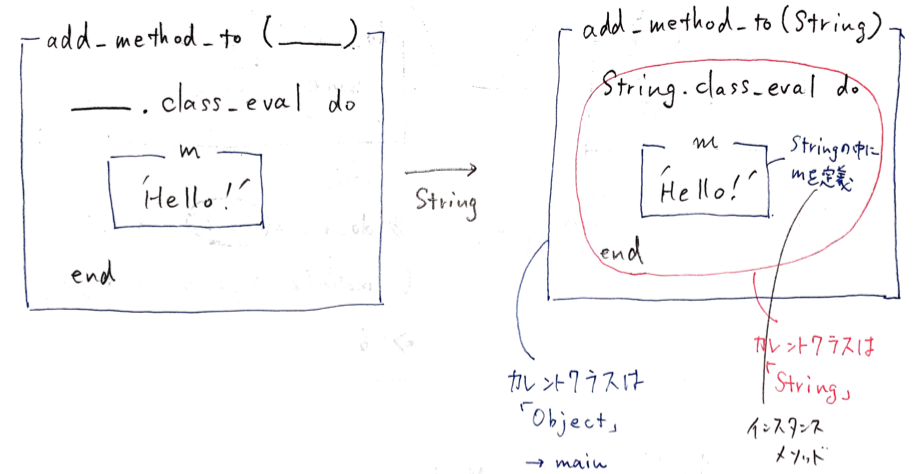 add_method_to (____)
____. class_eval do
m
'Hello!'
end
String
add_method_to (String)
String. class_eval do
m
'Hello!'
end
Stringの中に
mを定義
カレントクラスは
「Object」
→ main
カレントクラスは
「String」
インスタンス
メソッド